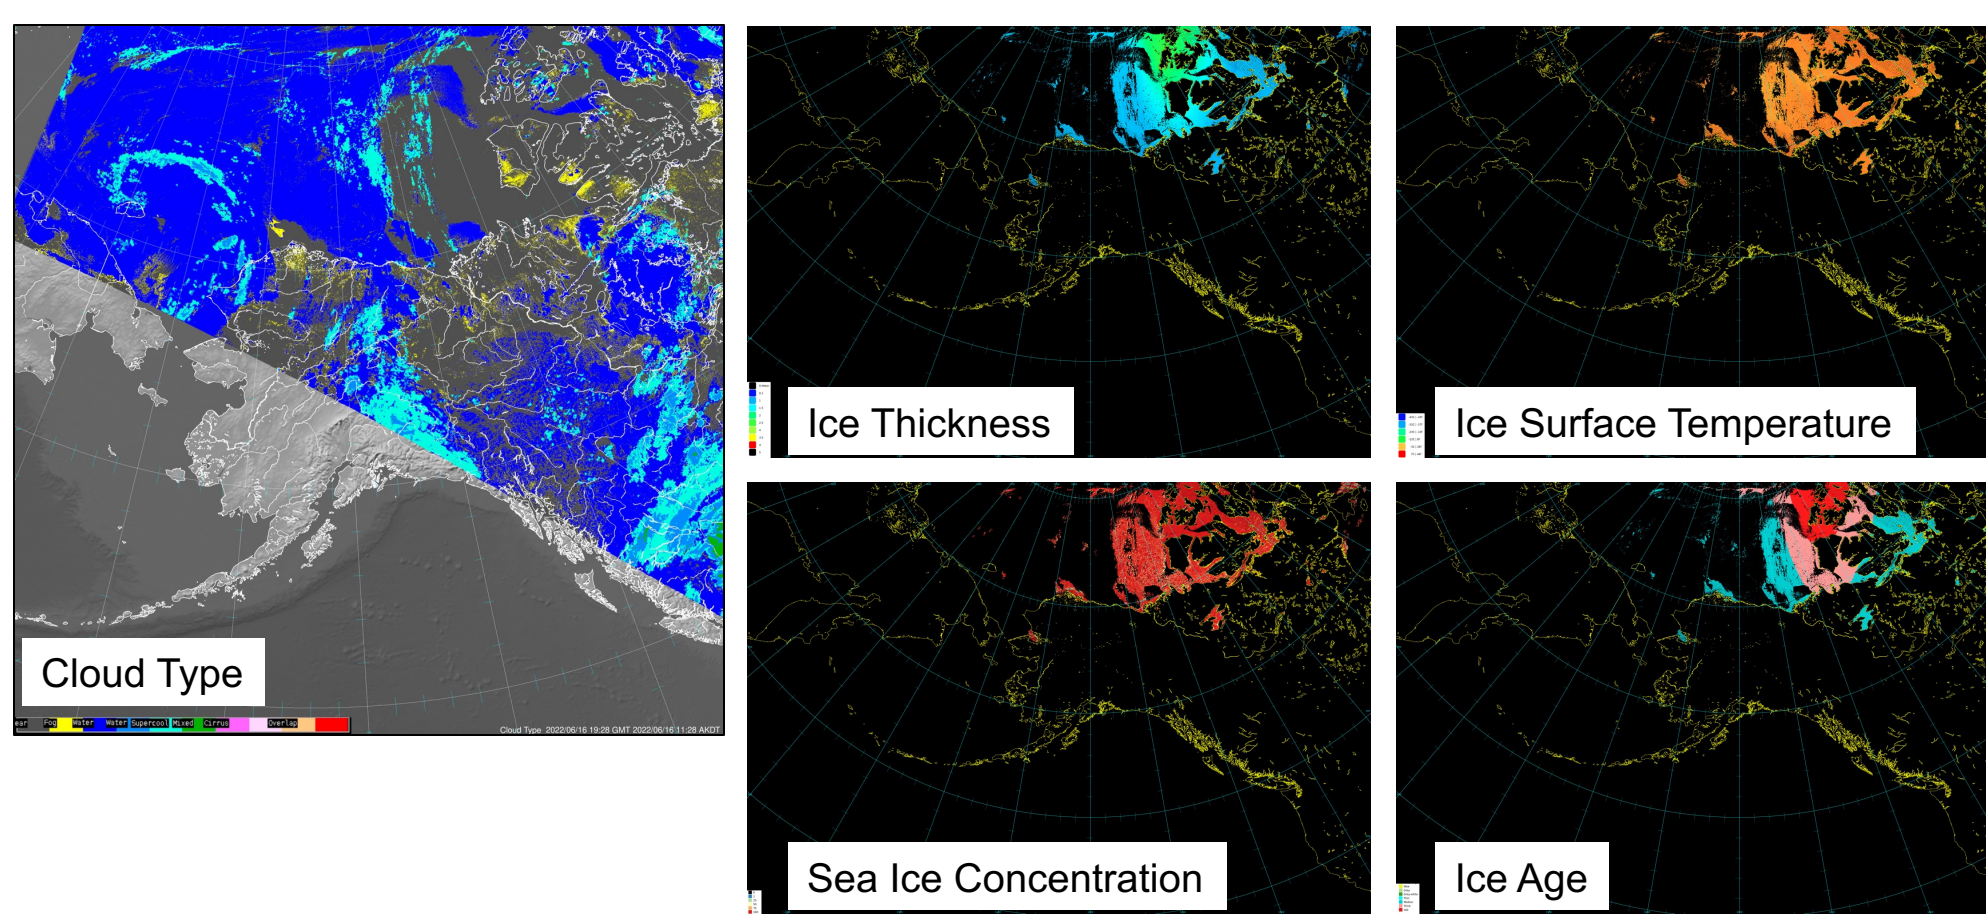 Ice Thickness
Ice Surface Temperature
Cloud Type
ear Fog Water Water Supercool Mixed Cirrus Overlap
Cloud Type 2022/06/16 19:28 GMT 2022/06/16 11:28 AKDT
Sea Ice Concentration
Ice Age